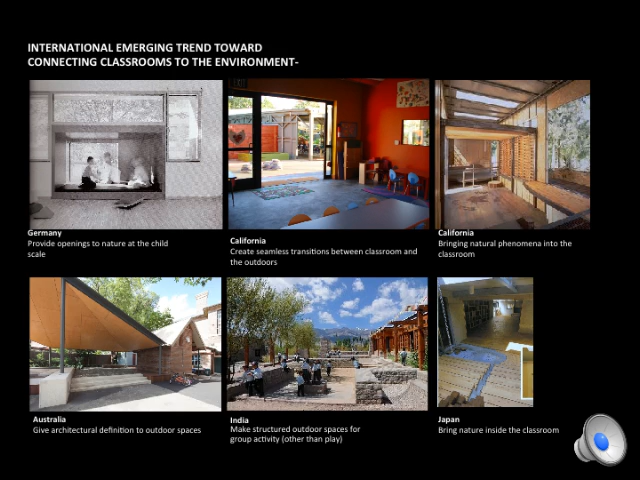 INTERNATIONAL EMERGING TREND TOWARD
CONNECTING CLASSROOMS TO THE ENVIRONMENT-
Germany
Provide openings to nature at the child
scale
California
Create seamless transitions between classroom and
the outdoors
California
Bringing natural phenomena into the
classroom
Australia
Give architectural definition to outdoor spaces
India
Make structured outdoor spaces for
group activity (other than play)
Japan
Bring nature inside the classroom